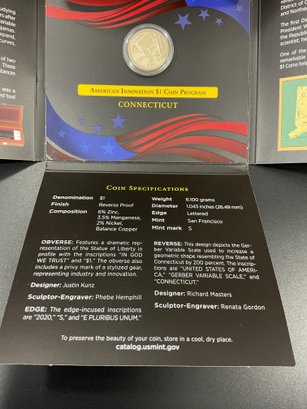 AMERICAN INNOVATION $1 COIN PROGRAM
CONNECTICUT
COIN SPECIFICATIONS
Denomination $1 Weight 8.100 grams
Finish Reverse Proof Diameter 1.043 inches (26.49 mm)
Composition 6% Zinc, Edge Lettered
3.5% Manganese, Mint San Francisco
2% Nickel, Mint mark S
Balance Copper
OBVERSE: Features a dramatic rep-
resentation of the Statue of Liberty in
profile with the inscriptions "IN GOD
WE TRUST" and "$1." The obverse also
includes a privy mark of a stylized gear,
representing industry and innovation.
Designer: Justin Kunz
Sculptor-Engraver: Phebe Hemphill
EDGE: The edge-incused inscriptions
are "2020," "S," and "E PLURIBUS UNUM."
REVERSE: This design depicts the Ger-
ber Variable Scale used to increase a
geometric shape resembling the State of
Connecticut by 200 percent. The inscrip-
tions are "UNITED STATES OF AMERI-
CA," "GERBER VARIABLE SCALE," and
"CONNECTICUT."
Designer: Richard Masters
Sculptor-Engraver: Renata Gordon
To preserve the beauty of your coin, store in a cool, dry place.
catalog.usmint.gov